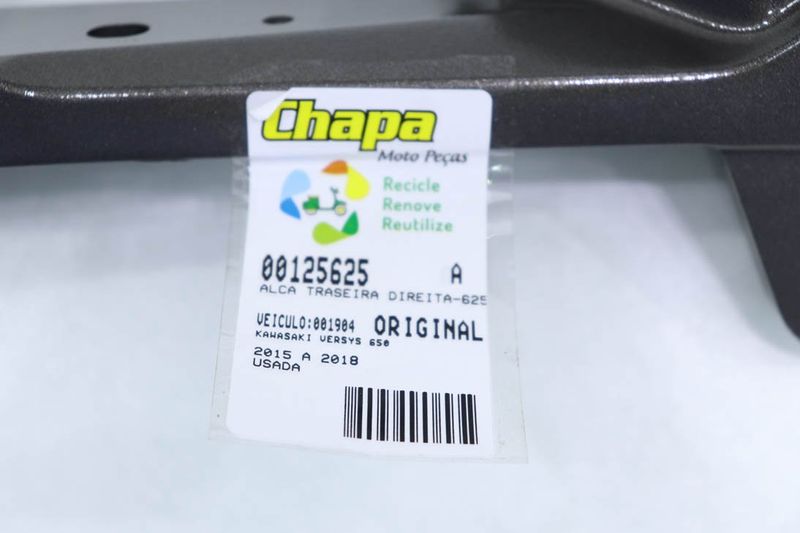 Chapa
Moto Peças
Recicle
Renove
Reutilize
00125625 A
ALCA TRASEIRA DIREITA-625
VEICULO:001904 ORIGINAL
KAWASAKI VERSYS 650
2015 A 2018
USADA